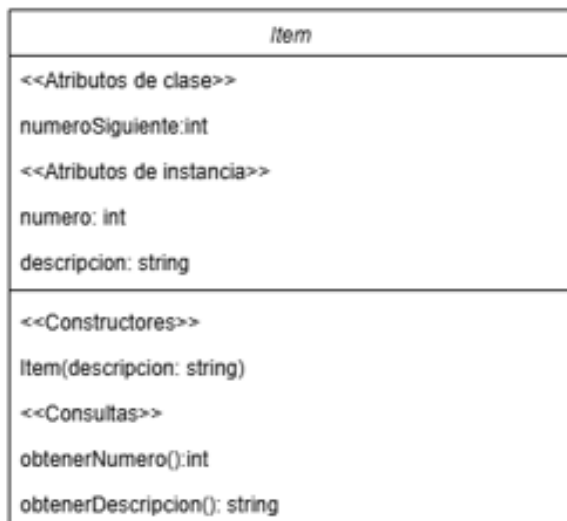 Item
<<Atributos de clase>>
numeroSiguiente:int
<<Atributos de instancia>>
numero: int
descripcion: string
<<Constructores>>
Item(descripcion: string)
<<Consultas>>
obtenerNumero():int
obtenerDescripcion(): string